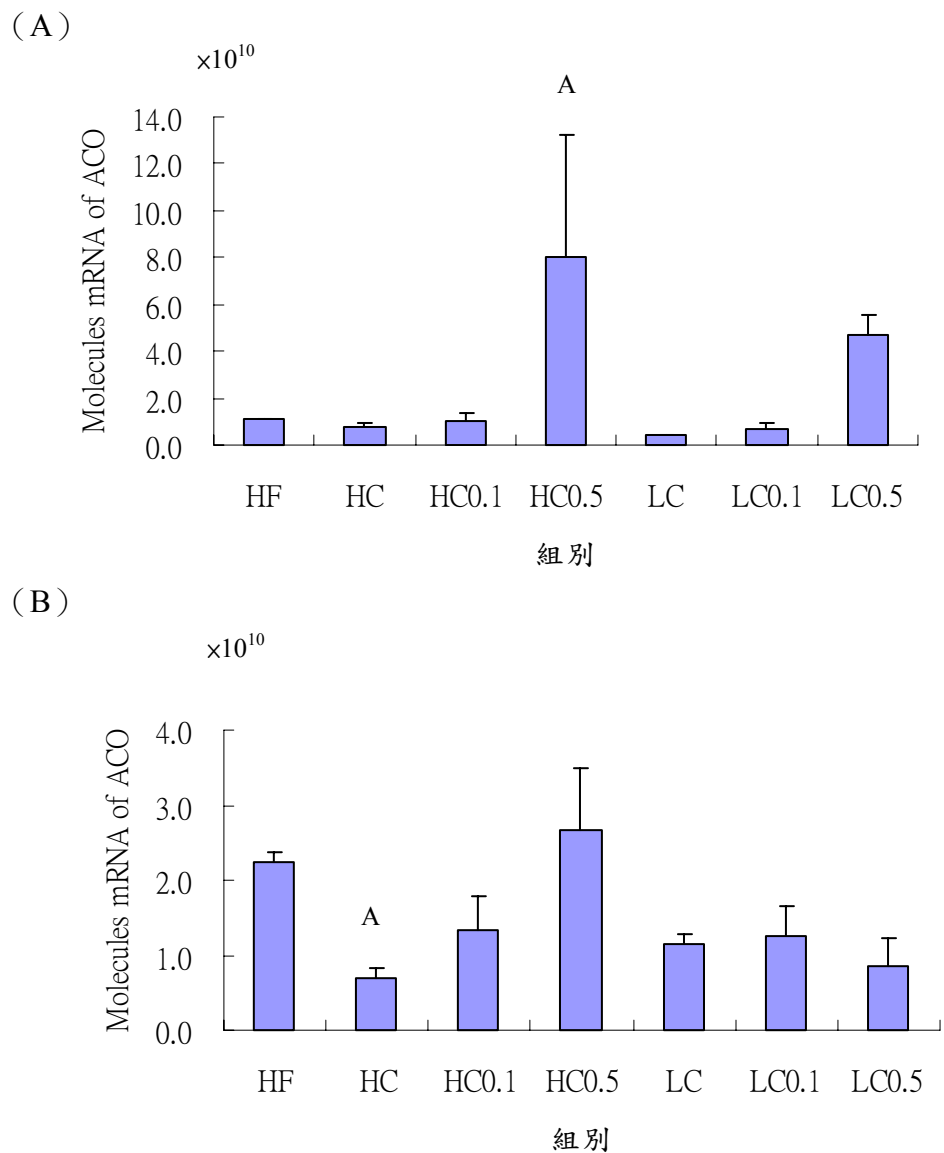 （A）
×10¹⁰
A
Molecules mRNA of ACO
14.0
12.0
10.0
8.0
6.0
4.0
2.0
0.0
HF HC HC0.1 HC0.5 LC LC0.1 LC0.5
組別
（B）
×10¹⁰
Molecules mRNA of ACO
4.0
3.0
2.0
A
1.0
0.0
HF HC HC0.1 HC0.5 LC LC0.1 LC0.5
組別